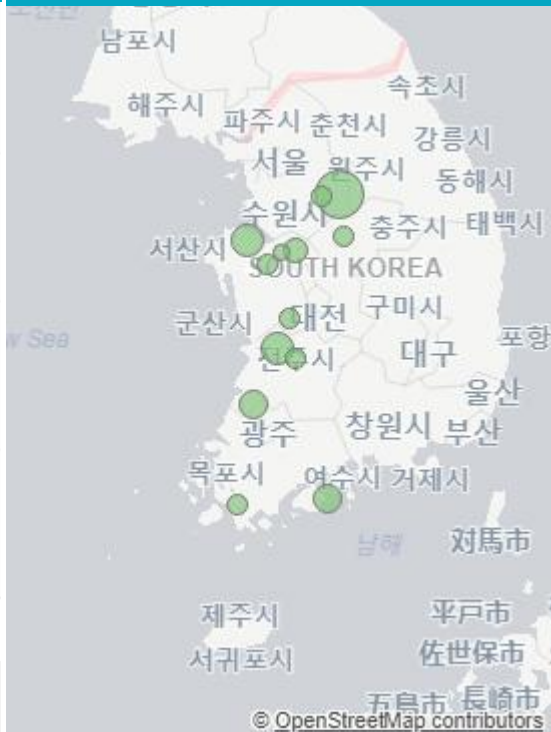 남포시
해주시
속초시
파주시 춘천시
강릉시
서울 원주시
동해시
수원시
충주시 태백시
서산시
SOUTH KOREA
군산시 대전 구미시
w Sea
포항
전주시 대구
울산
광주 창원시 부산
목포시 여수시 거제시
남해
対馬市
제주시
서귀포시
平戸市
佐世保市
五島市 長崎市
© OpenStreetMap contributors